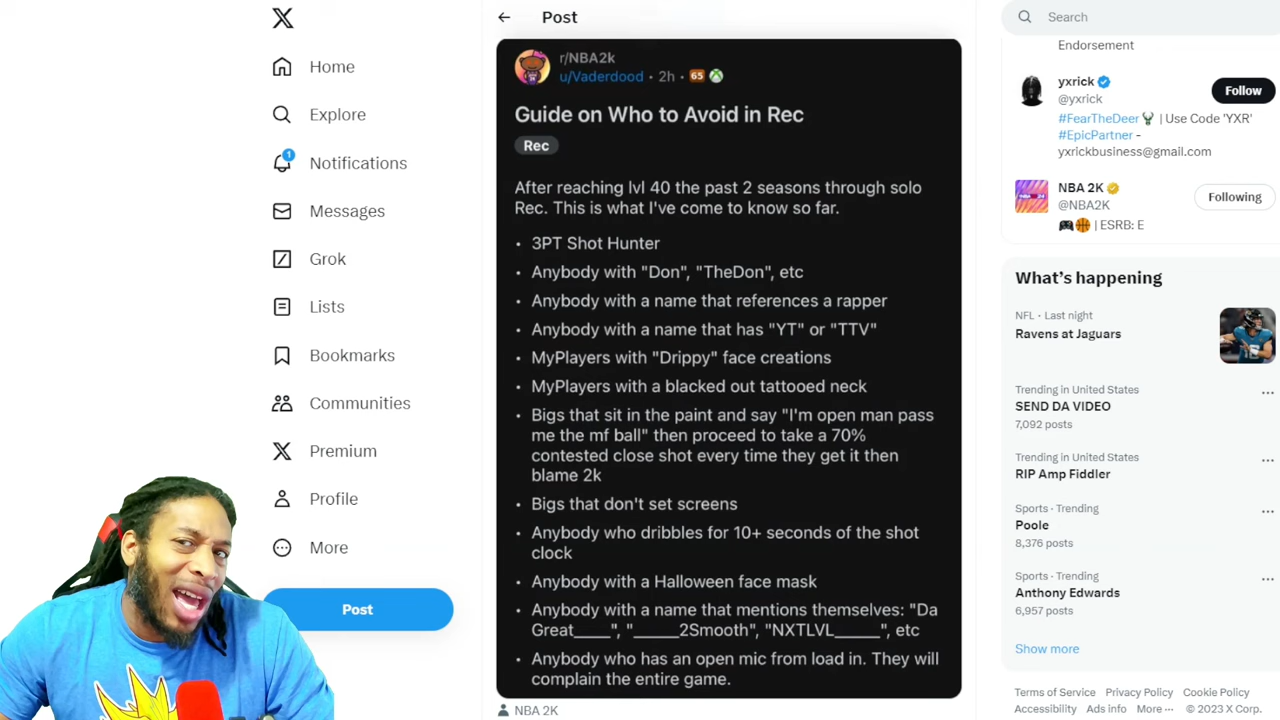 Home
Explore
1
Notifications
Messages
Grok
Lists
Bookmarks
Communities
Premium
Profile
More
Post
Post
r/NBA2k
u/Vaderdood • 2h • 65
Guide on Who to Avoid in Rec
Rec
After reaching lvl 40 the past 2 seasons through solo
Rec. This is what I've come to know so far.
• 3PT Shot Hunter
• Anybody with "Don", "TheDon", etc
• Anybody with a name that references a rapper
• Anybody with a name that has "YT" or "TTV"
• MyPlayers with "Drippy" face creations
• MyPlayers with a blacked out tattooed neck
• Bigs that sit in the paint and say "I'm open man pass
me the mf ball" then proceed to take a 70%
contested close shot every time they get it then
blame 2k
• Bigs that don't set screens
• Anybody who dribbles for 10+ seconds of the shot
clock
• Anybody with a Halloween face mask
• Anybody with a name that mentions themselves: "Da
Great_____", "______2Smooth", "NXTLVL______", etc
• Anybody who has an open mic from load in. They will
complain the entire game.
NBA 2K
Search
Endorsement
yxrick
@yxrick
Follow
#FearTheDeer | Use Code 'YXR'
#EpicPartner -
yxrickbusiness@gmail.com
NBA 2K
@NBA2K
Following
| ESRB: E
What's happening
NFL · Last night
Ravens at Jaguars
Trending in United States
SEND DA VIDEO
7,092 posts
Trending in United States
RIP Amp Fiddler
Sports · Trending
Poole
8,376 posts
Sports · Trending
Anthony Edwards
6,957 posts
Show more
Terms of Service Privacy Policy Cookie Policy
Accessibility Ads info More ··· © 2023 X Corp.